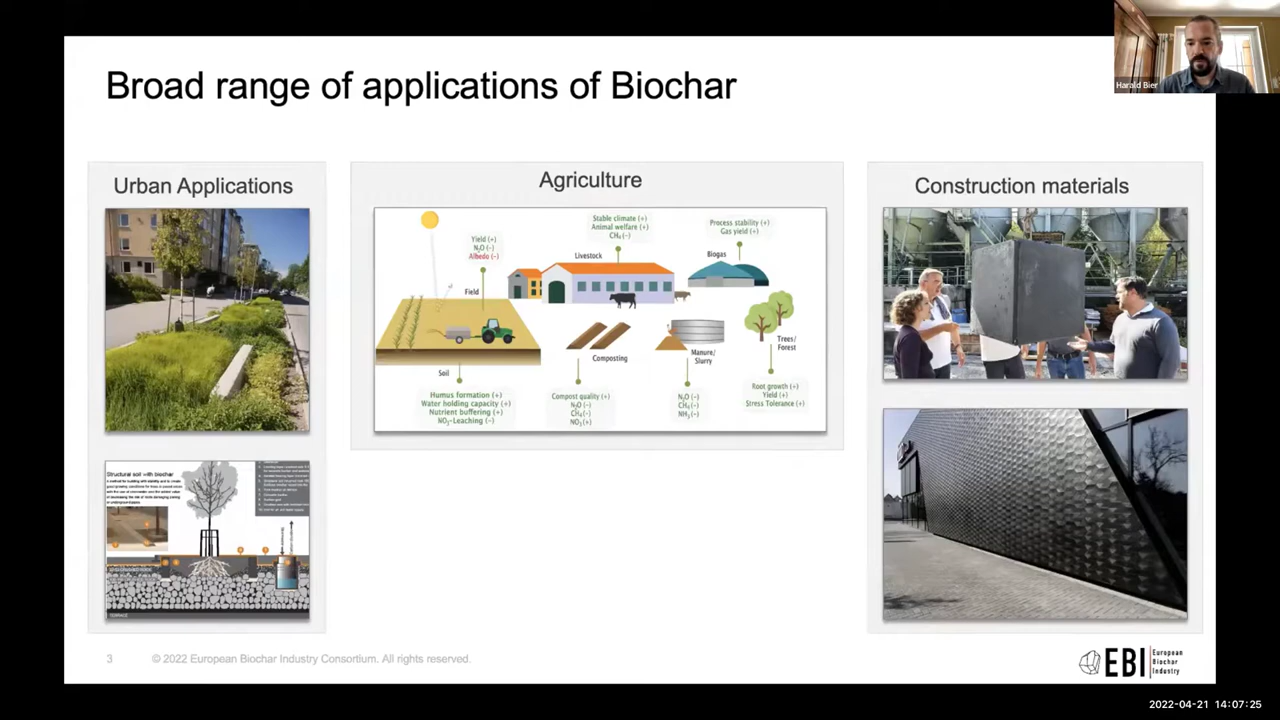 Broad range of applications of Biochar
Harald Bier
Urban Applications
Structural soil with biochar
Agriculture
Yield (+)
N₂O (−)
Albedo (−)
Field
Stable climate (+)
Animal welfare (+)
CH₄ (−)
Livestock
Process stability (+)
Gas yield (+)
Biogas
Soil
Humus formation (+)
Water holding capacity (+)
Nutrient buffering (+)
NO₃-Leaching (−)
Composting
Compost quality (+)
N₂O (−)
CH₄ (−)
NO₃ (+)
Manure/
Slurry
N₂O (−)
CH₄ (−)
NH₃ (−)
Trees/
Forest
Root growth (+)
Yield (+)
Stress Tolerance (+)
Construction materials
3
© 2022 European Biochar Industry Consortium. All rights reserved.
EBI
European
Biochar
Industry
2022-04-21 14:07:25